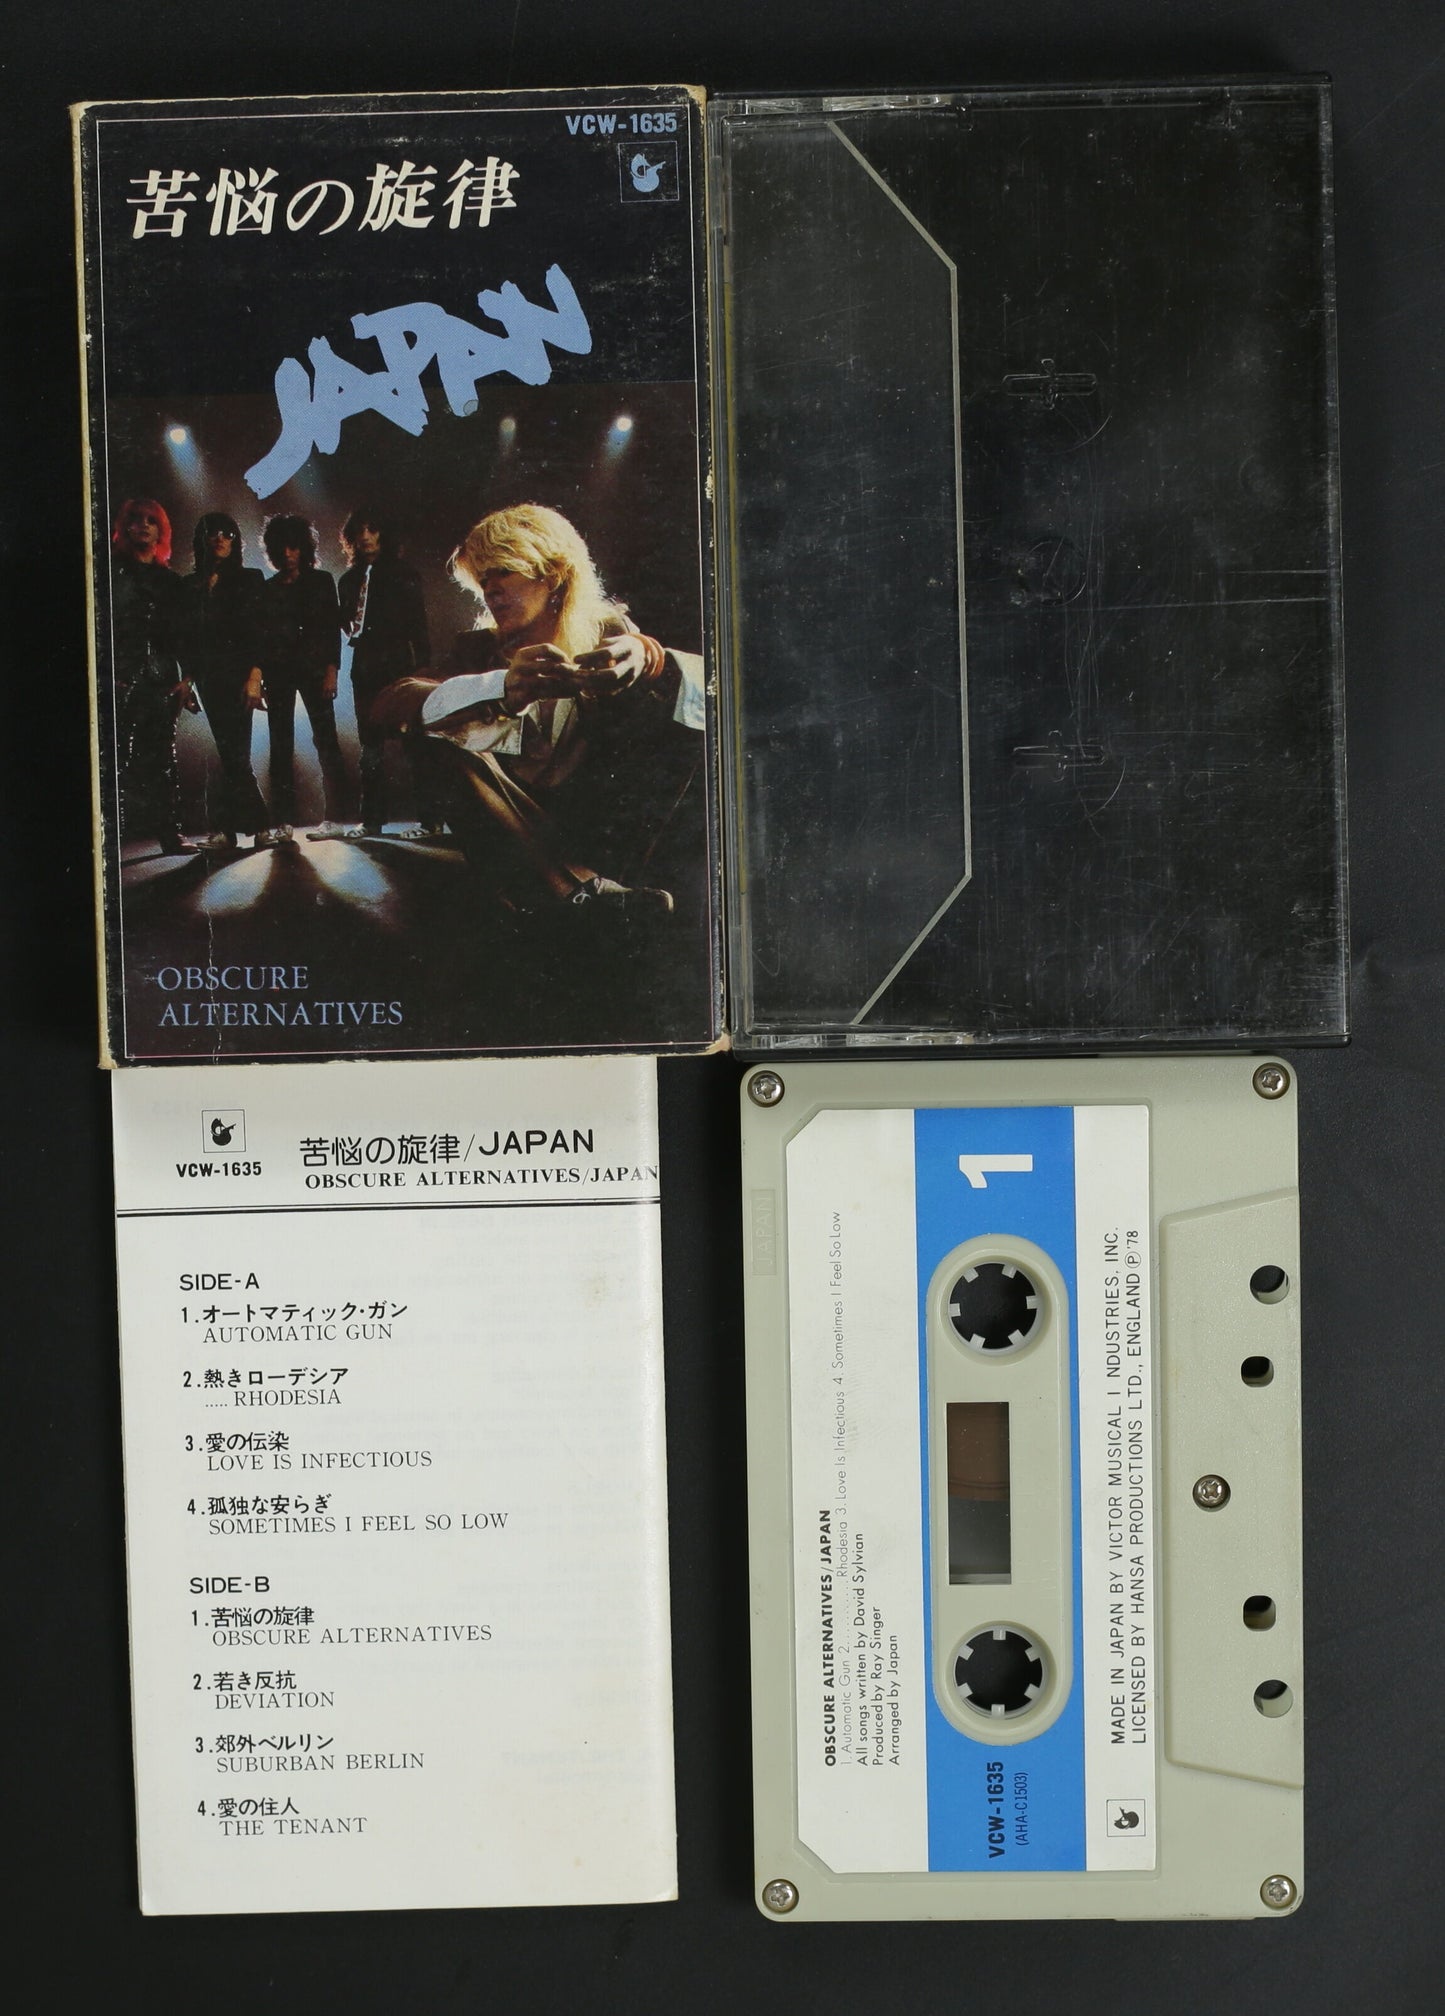 VCW-1635
苦悩の旋律
JAPAN
OBSCURE
ALTERNATIVES
VCW-1635
苦悩の旋律/JAPAN
OBSCURE ALTERNATIVES/JAPAN
SIDE-A
1.オートマティック・ガン
AUTOMATIC GUN
2.熱きローデシア
.....RHODESIA
3.愛の伝染
LOVE IS INFECTIOUS
4.孤独な安らぎ
SOMETIMES I FEEL SO LOW
SIDE-B
1.苦悩の旋律
OBSCURE ALTERNATIVES
2.若き反抗
DEVIATION
3.郊外ベルリン
SUBURBAN BERLIN
4.愛の住人
THE TENANT
JAPAN
OBSCURE ALTERNATIVES/JAPAN
1. Automatic Gun 2...........Rhodesia 3. Love Is Infectious 4. Sometimes I Feel So Low
All songs written by David Sylvian
Produced by Ray Singer
Arranged by Japan
VCW-1635
(AHA-C1503)
1
MADE IN JAPAN BY VICTOR MUSICAL I NDUSTRIES, INC.
LICENSED BY HANSA PRODUCTIONS LTD., ENGLAND Ⓟ'78